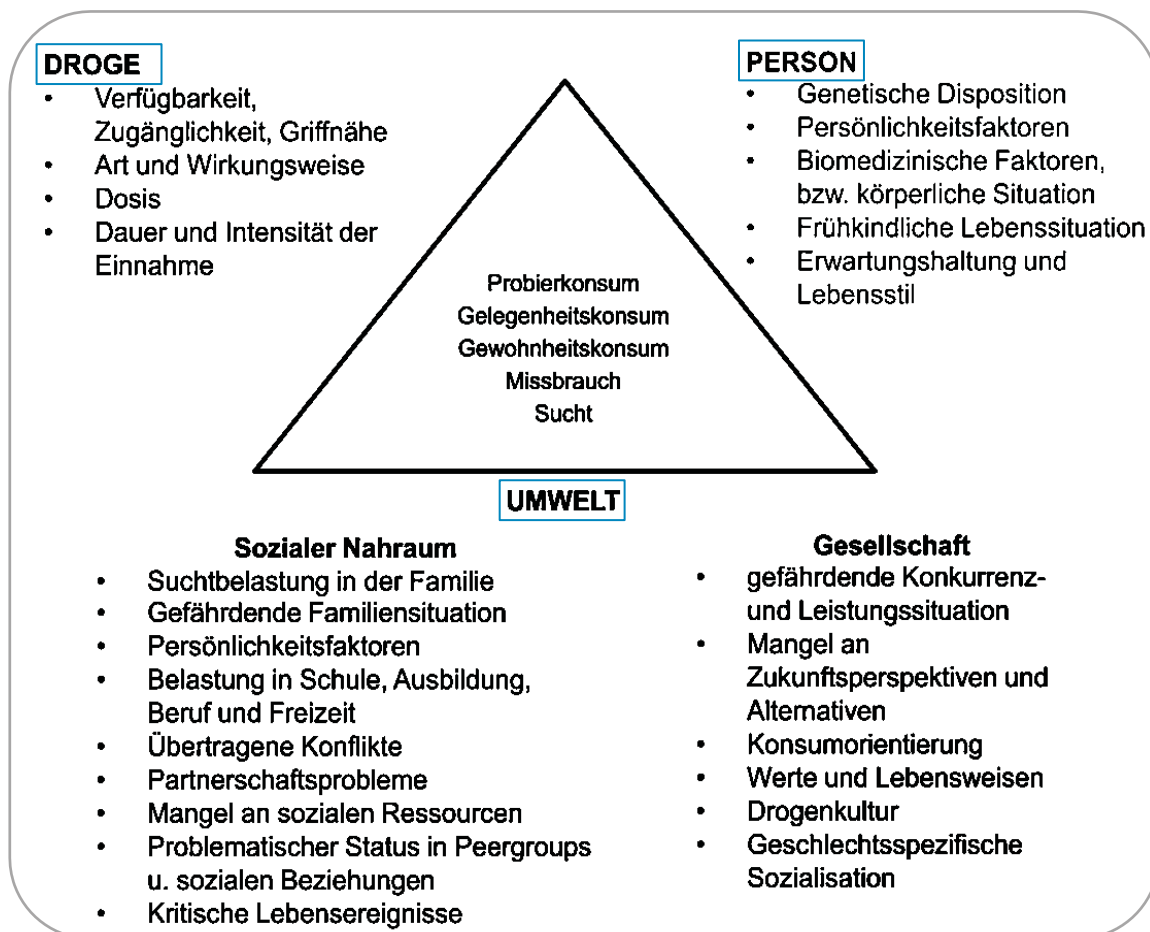 DROGE
• Verfügbarkeit,
Zugänglichkeit, Griffnähe
• Art und Wirkungsweise
• Dosis
• Dauer und Intensität der
Einnahme
PERSON
• Genetische Disposition
• Persönlichkeitsfaktoren
• Biomedizinische Faktoren,
bzw. körperliche Situation
• Frühkindliche Lebenssituation
• Erwartungshaltung und
Lebensstil
Probierkonsum
Gelegenheitskonsum
Gewohnheitskonsum
Missbrauch
Sucht
UMWELT
Sozialer Nahraum
• Suchtbelastung in der Familie
• Gefährdende Familiensituation
• Persönlichkeitsfaktoren
• Belastung in Schule, Ausbildung,
Beruf und Freizeit
• Übertragene Konflikte
• Partnerschaftsprobleme
• Mangel an sozialen Ressourcen
• Problematischer Status in Peergroups
u. sozialen Beziehungen
• Kritische Lebensereignisse
Gesellschaft
• gefährdende Konkurrenz-
und Leistungssituation
• Mangel an
Zukunftsperspektiven und
Alternativen
• Konsumorientierung
• Werte und Lebensweisen
• Drogenkultur
• Geschlechtsspezifische
Sozialisation